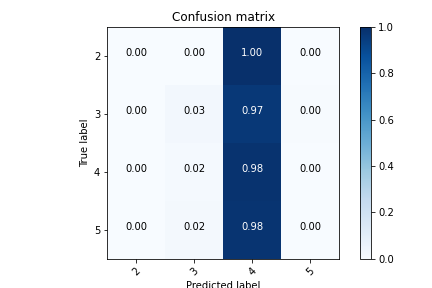 Confusion matrix
2 0.00 0.00 1.00 0.00
3 0.00 0.03 0.97 0.00
4 0.00 0.02 0.98 0.00
5 0.00 0.02 0.98 0.00
2 3 4 5
True label
Predicted label
1.0
0.8
0.6
0.4
0.2
0.0